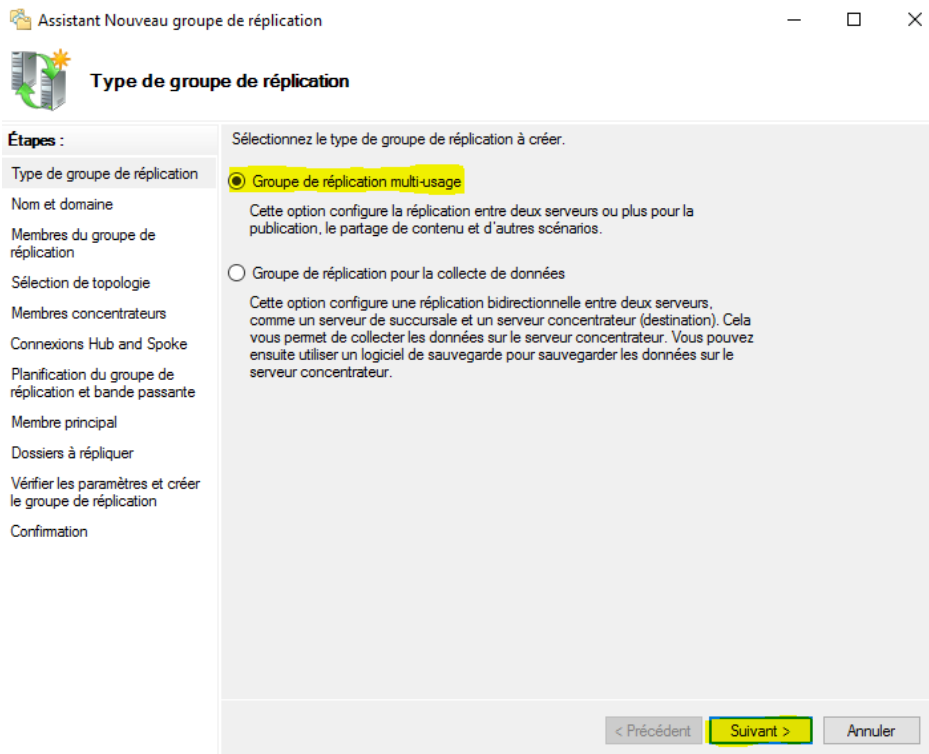 Assistant Nouveau groupe de réplication
Type de groupe de réplication
Étapes :
Type de groupe de réplication
Nom et domaine
Membres du groupe de
réplication
Sélection de topologie
Membres concentrateurs
Connexions Hub and Spoke
Planification du groupe de
réplication et bande passante
Membre principal
Dossiers à répliquer
Vérifier les paramètres et créer
le groupe de réplication
Confirmation
Sélectionnez le type de groupe de réplication à créer.
Groupe de réplication multi-usage
Cette option configure la réplication entre deux serveurs ou plus pour la
publication, le partage de contenu et d'autres scénarios.
Groupe de réplication pour la collecte de données
Cette option configure une réplication bidirectionnelle entre deux serveurs,
comme un serveur de succursale et un serveur concentrateur (destination). Cela
vous permet de collecter les données sur le serveur concentrateur. Vous pouvez
ensuite utiliser un logiciel de sauvegarde pour sauvegarder les données sur le
serveur concentrateur.
< Précédent
Suivant >
Annuler